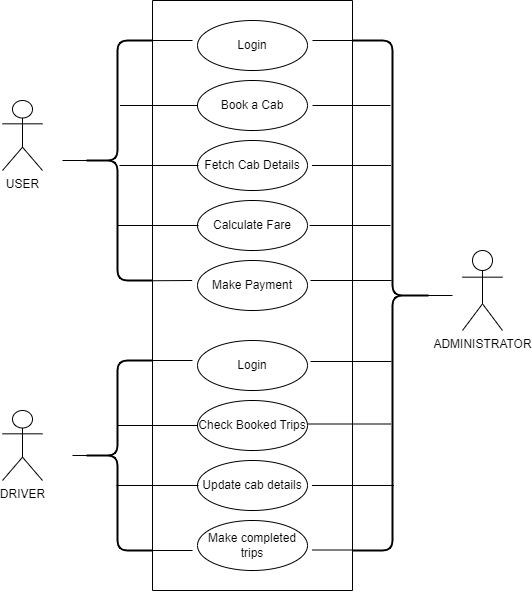 Login
Book a Cab
Fetch Cab Details
USER
Calculate Fare
Make Payment
ADMINISTRATOR
Login
Check Booked Trips
Update cab details
DRIVER
Make completed
trips